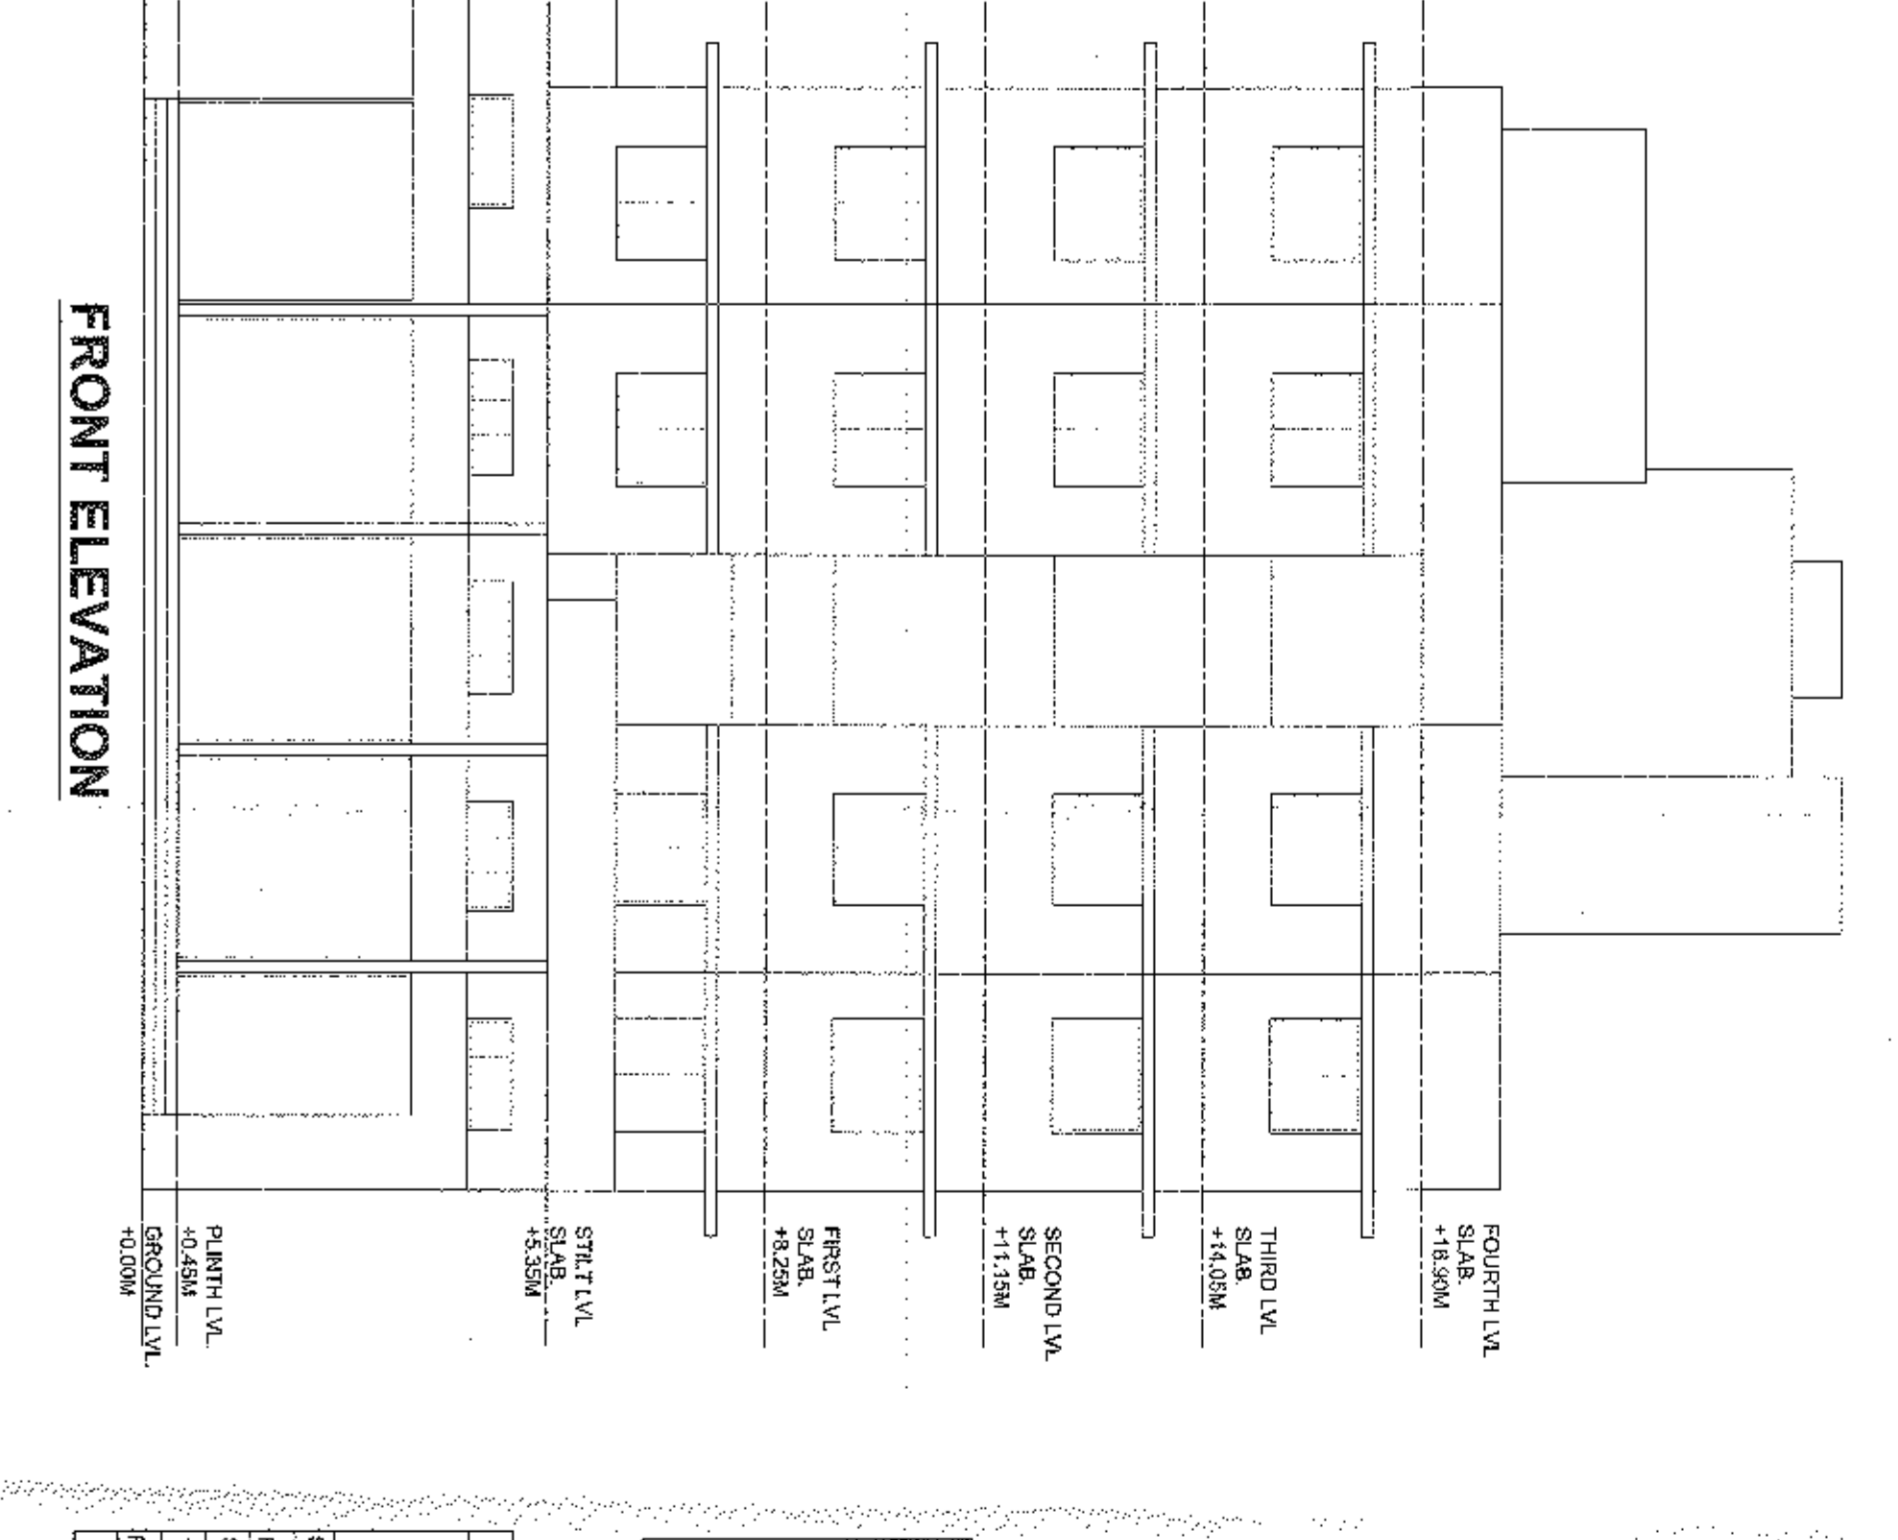 FRONT ELEVATION
FOURTH LVL
SLAB.
+16.90M
THIRD LVL
SLAB.
+14.05M
SECOND LVL
SLAB.
+11.15M
FIRST LVL
SLAB.
+8.25M
STILT LVL
SLAB.
+5.35M
PLINTH LVL.
+0.45M
GROUND LVL.
+0.00M